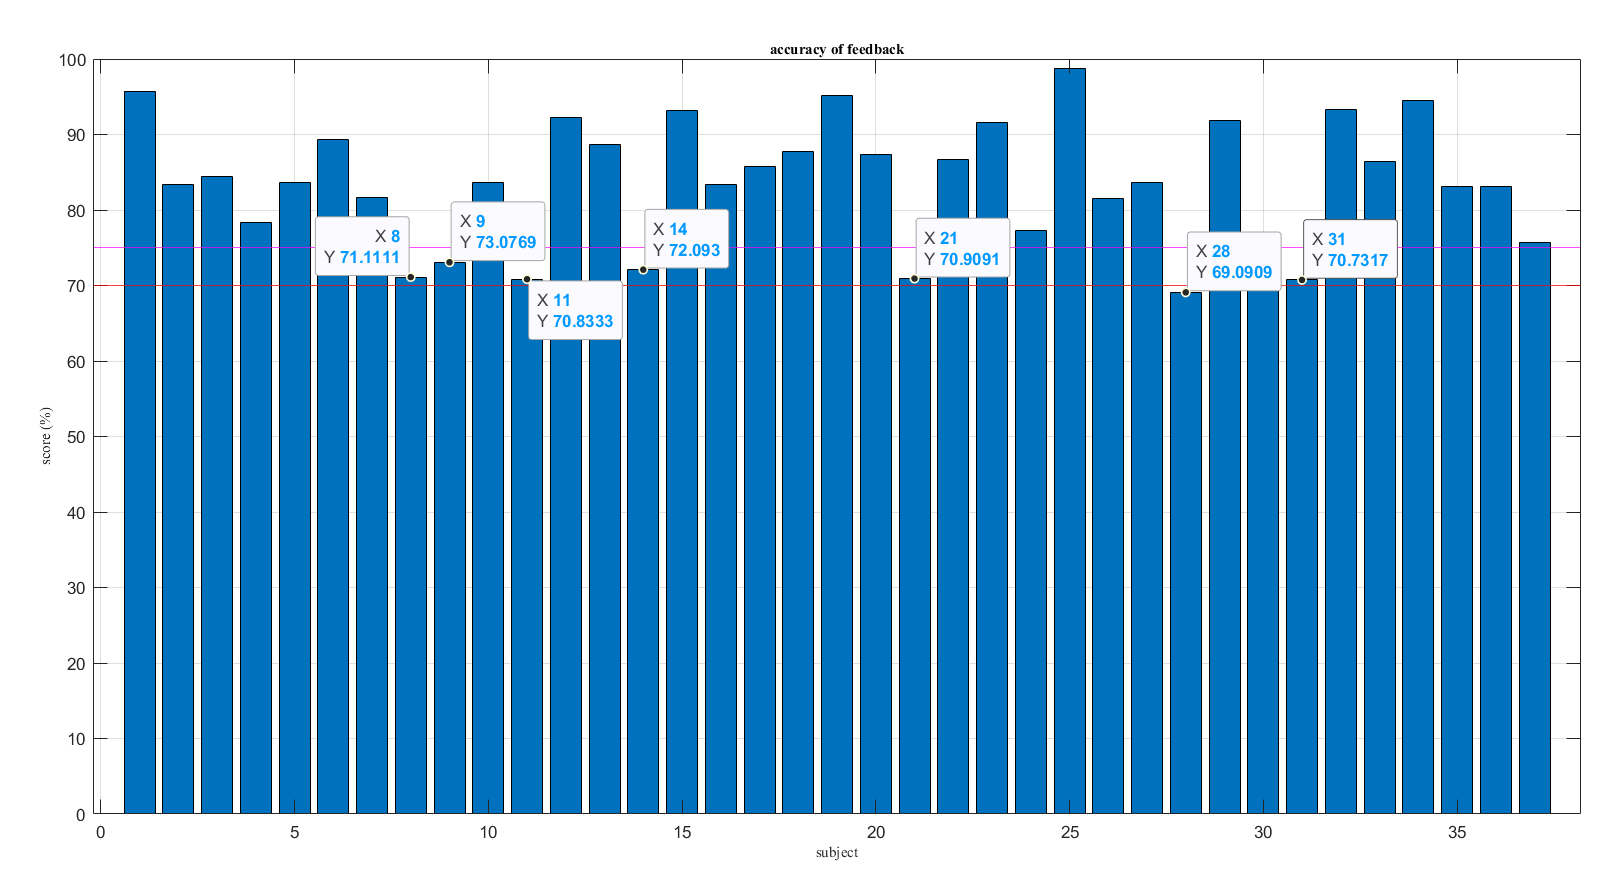 accuracy of feedback
100
90
80
70
60
50
40
30
20
10
0
score (%)
X 8
Y 71.1111
X 9
Y 73.0769
X 11
Y 70.8333
X 14
Y 72.093
X 21
Y 70.9091
X 28
Y 69.0909
X 31
Y 70.7317
0 5 10 15 20 25 30 35
subject